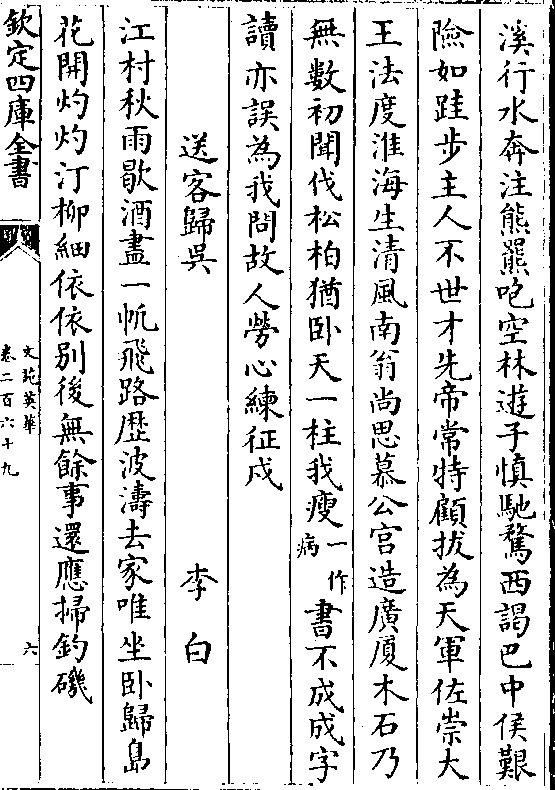 溪行水奔注熊羆咆空林遊子慎馳騖西謁巴中侯艱
險如跬步主人不世才先帝常特顧拔為天軍佐崇大
王法度淮海生清風南翁尚思慕公宫造廣厦木石乃
無數初聞伐松柏猶卧天一柱我瘦一作病書不成成字
讀亦誤為我問故人勞心練征戍
送客歸吳 李白
江村秋雨歇酒盡一帆飛路歴波濤去家唯坐卧歸島
花開灼灼汀柳細依依别後無餘事還應掃釣磯
欽定四庫全書
文苑英華
卷二百六十九
六